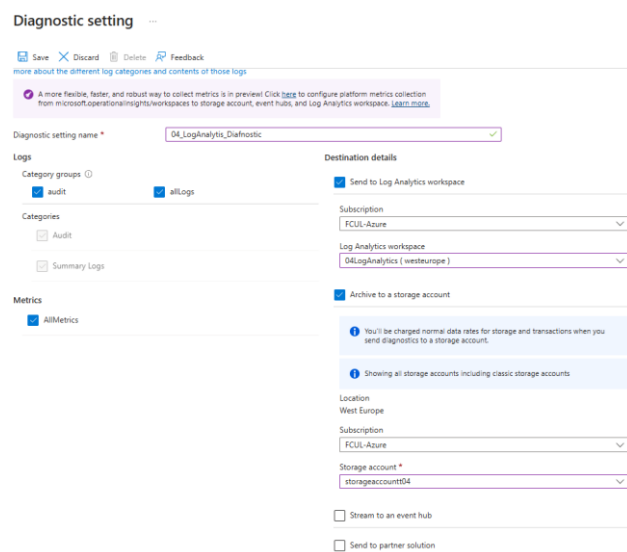 Diagnostic setting ...
Save Discard Delete Feedback
more about the different log categories and contents of those logs
A more flexible, faster, and robust way to collect metrics is in preview! Click here to configure platform metrics collection
from microsoft.operationalinsights/workspaces to storage account, event hubs, and Log Analytics workspace. Learn more.
Diagnostic setting name *
04_LogAnalytis_Diafnostic
Logs
Category groups
audit
allLogs
Categories
Audit
Summary Logs
Metrics
AllMetrics
Destination details
Send to Log Analytics workspace
Subscription
FCUL-Azure
Log Analytics workspace
04LogAnalytics ( westeurope )
Archive to a storage account
You'll be charged normal data rates for storage and transactions when you
send diagnostics to a storage account.
Showing all storage accounts including classic storage accounts
Location
West Europe
Subscription
FCUL-Azure
Storage account *
storageaccountt04
Stream to an event hub
Send to partner solution